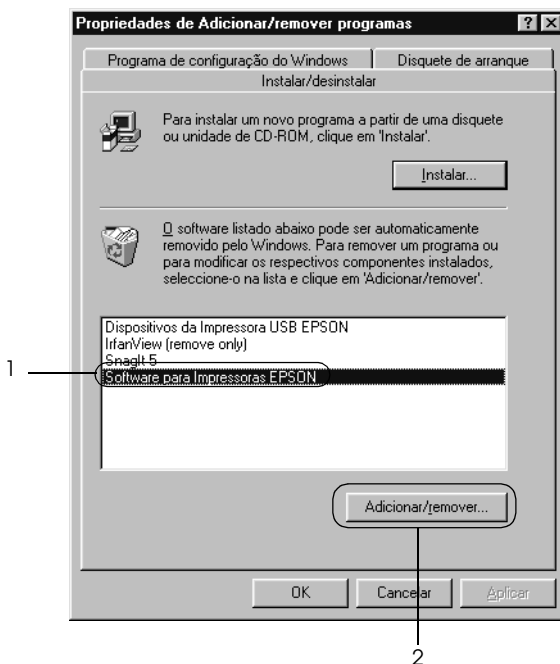 Propriedades de Adicionar/remover programas
Programa de configuração do Windows
Disquete de arranque
Instalar/desinstalar
Para instalar um novo programa a partir de uma disquete
ou unidade de CD-ROM, clique em 'Instalar'.
Instalar...
O software listado abaixo pode ser automaticamente
removido pelo Windows. Para remover um programa ou
para modificar os respectivos componentes instalados,
seleccione-o na lista e clique em 'Adicionar/remover'.
Dispositivos da Impressora USB EPSON
IrfanView (remove only)
SnagIt 5
1
Software para Impressoras EPSON
Adicionar/remover...
OK
Cancelar
Aplicar
2